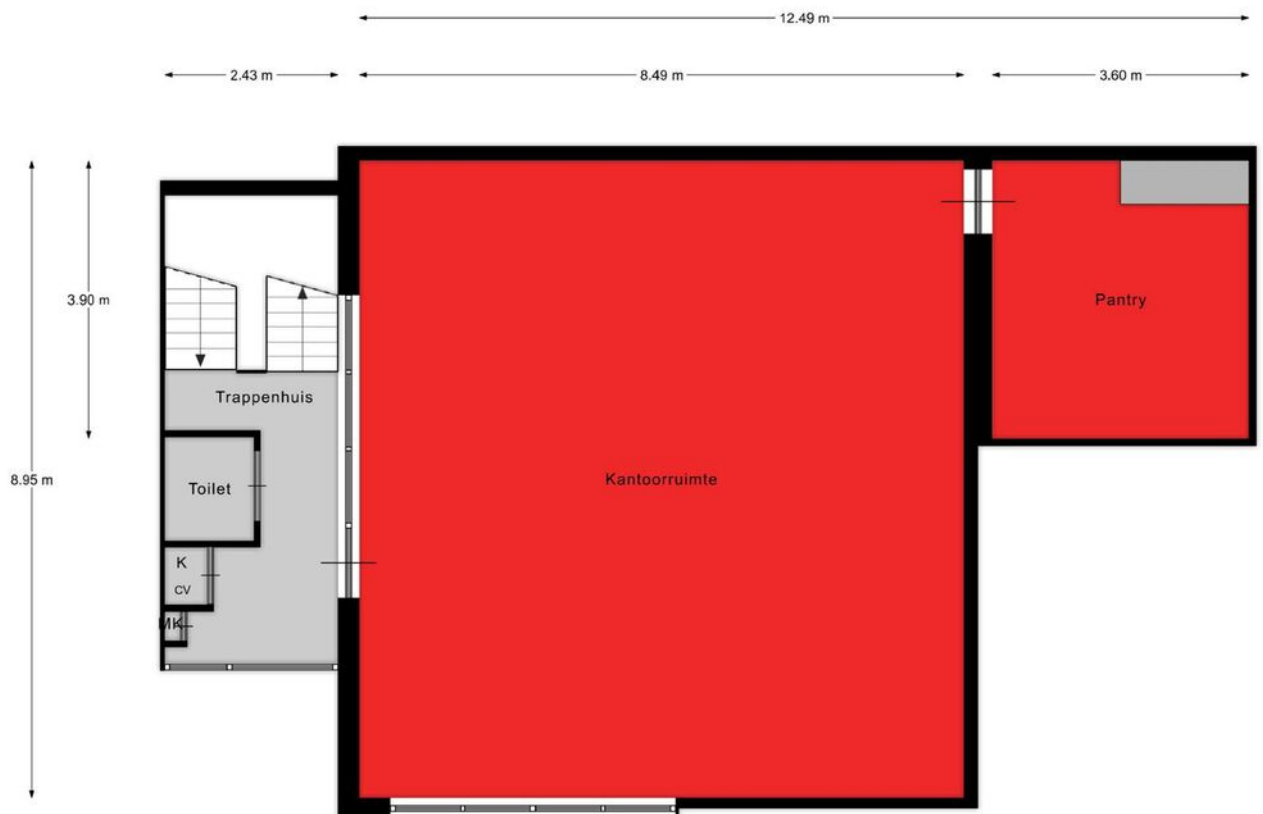 12.49 m
2.43 m
8.49 m
3.60 m
3.90 m
Pantry
Trappenhuis
8.95 m
Kantoorruimte
Toilet
K
CV
MK